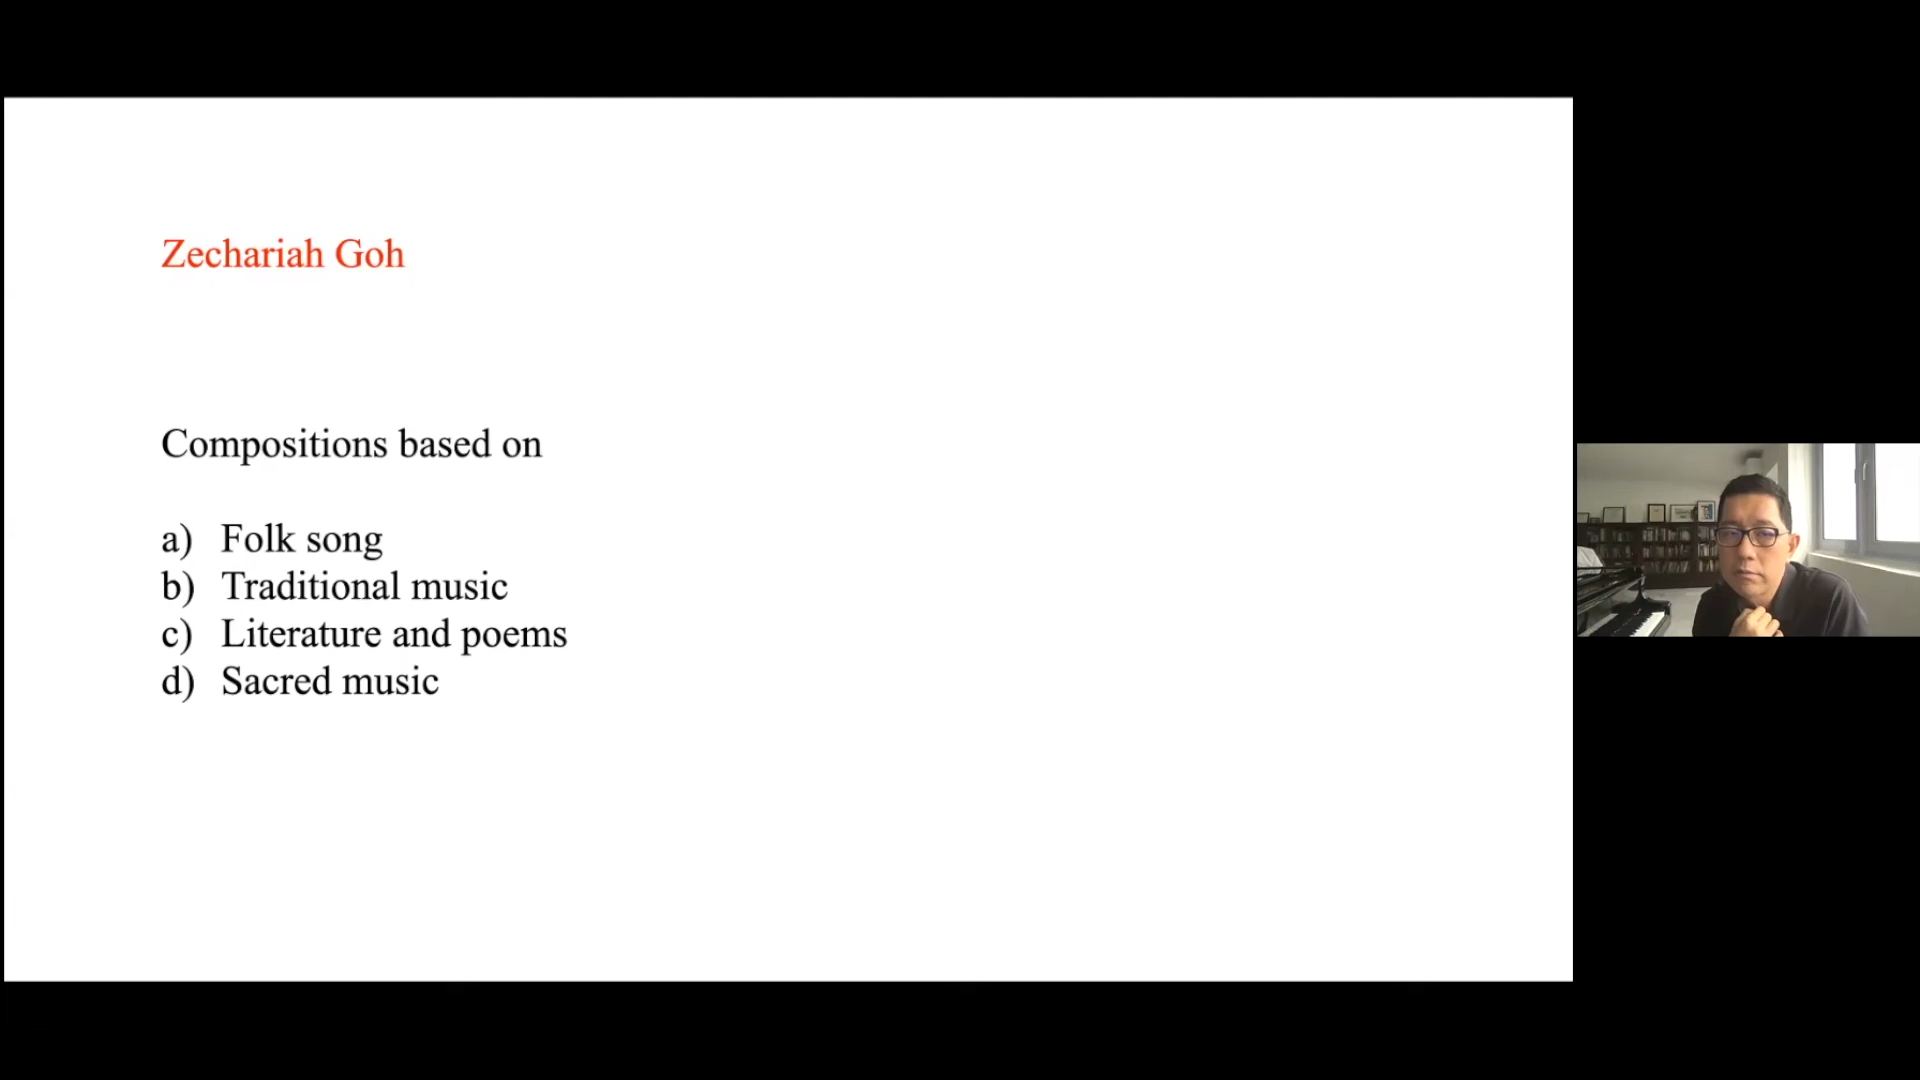 Zechariah Goh
Compositions based on
a) Folk song
b) Traditional music
c) Literature and poems
d) Sacred music